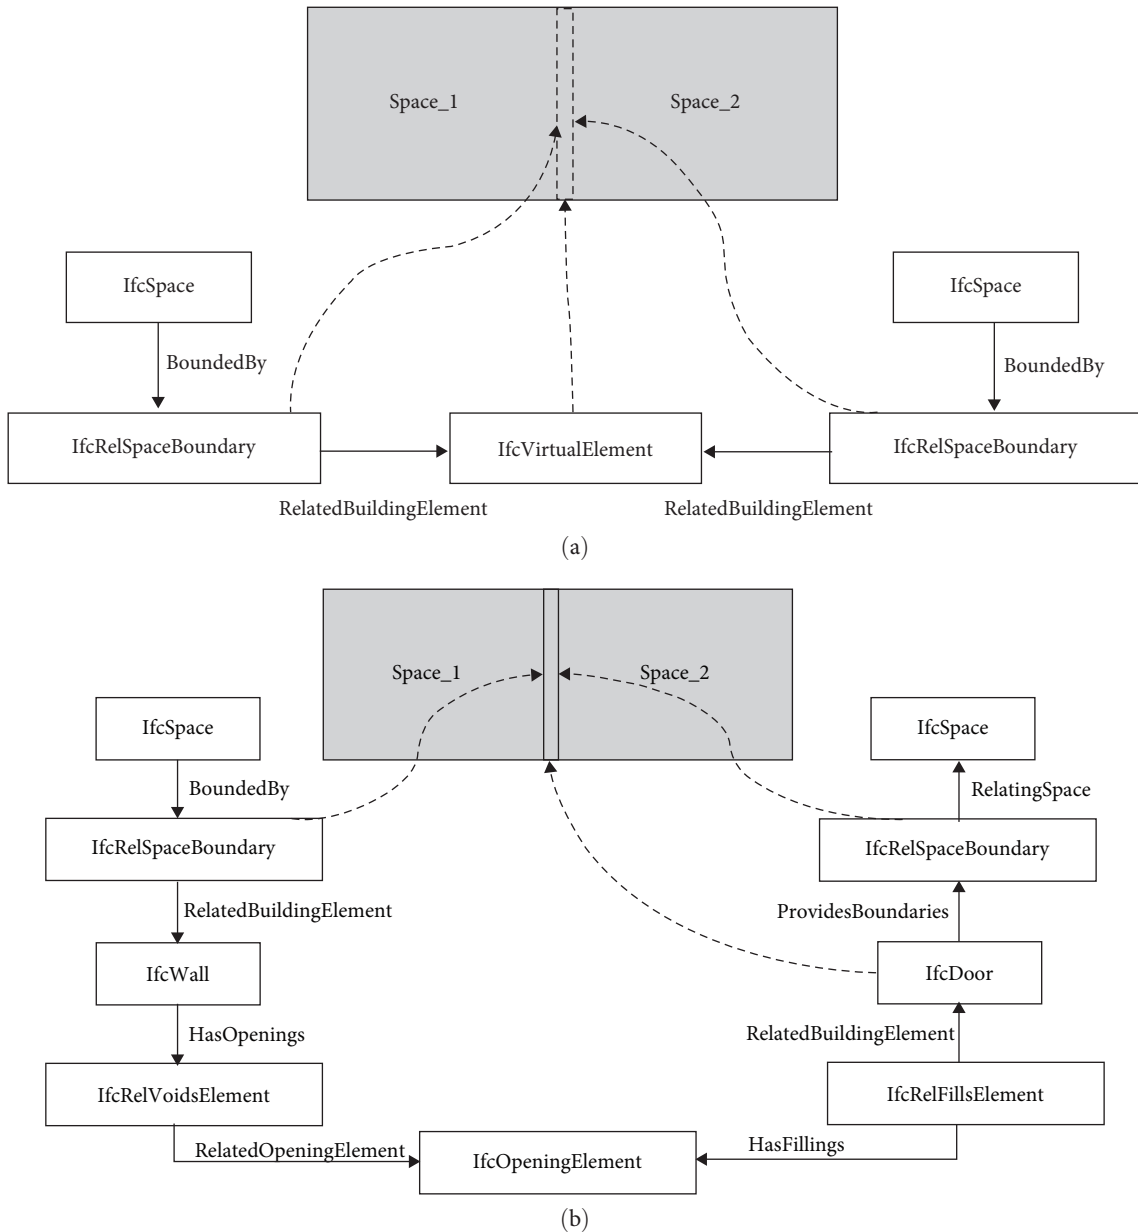 Space_1
Space_2
IfcSpace
IfcSpace
BoundedBy
BoundedBy
IfcRelSpaceBoundary
IfcVirtualElement
IfcRelSpaceBoundary
RelatedBuildingElement
RelatedBuildingElement
(a)
Space_1
Space_2
IfcSpace
IfcSpace
BoundedBy
RelatingSpace
IfcRelSpaceBoundary
IfcRelSpaceBoundary
RelatedBuildingElement
ProvidesBoundaries
IfcWall
IfcDoor
HasOpenings
RelatedBuildingElement
IfcRelVoidsElement
IfcRelFillsElement
RelatedOpeningElement
HasFillings
IfcOpeningElement
(b)